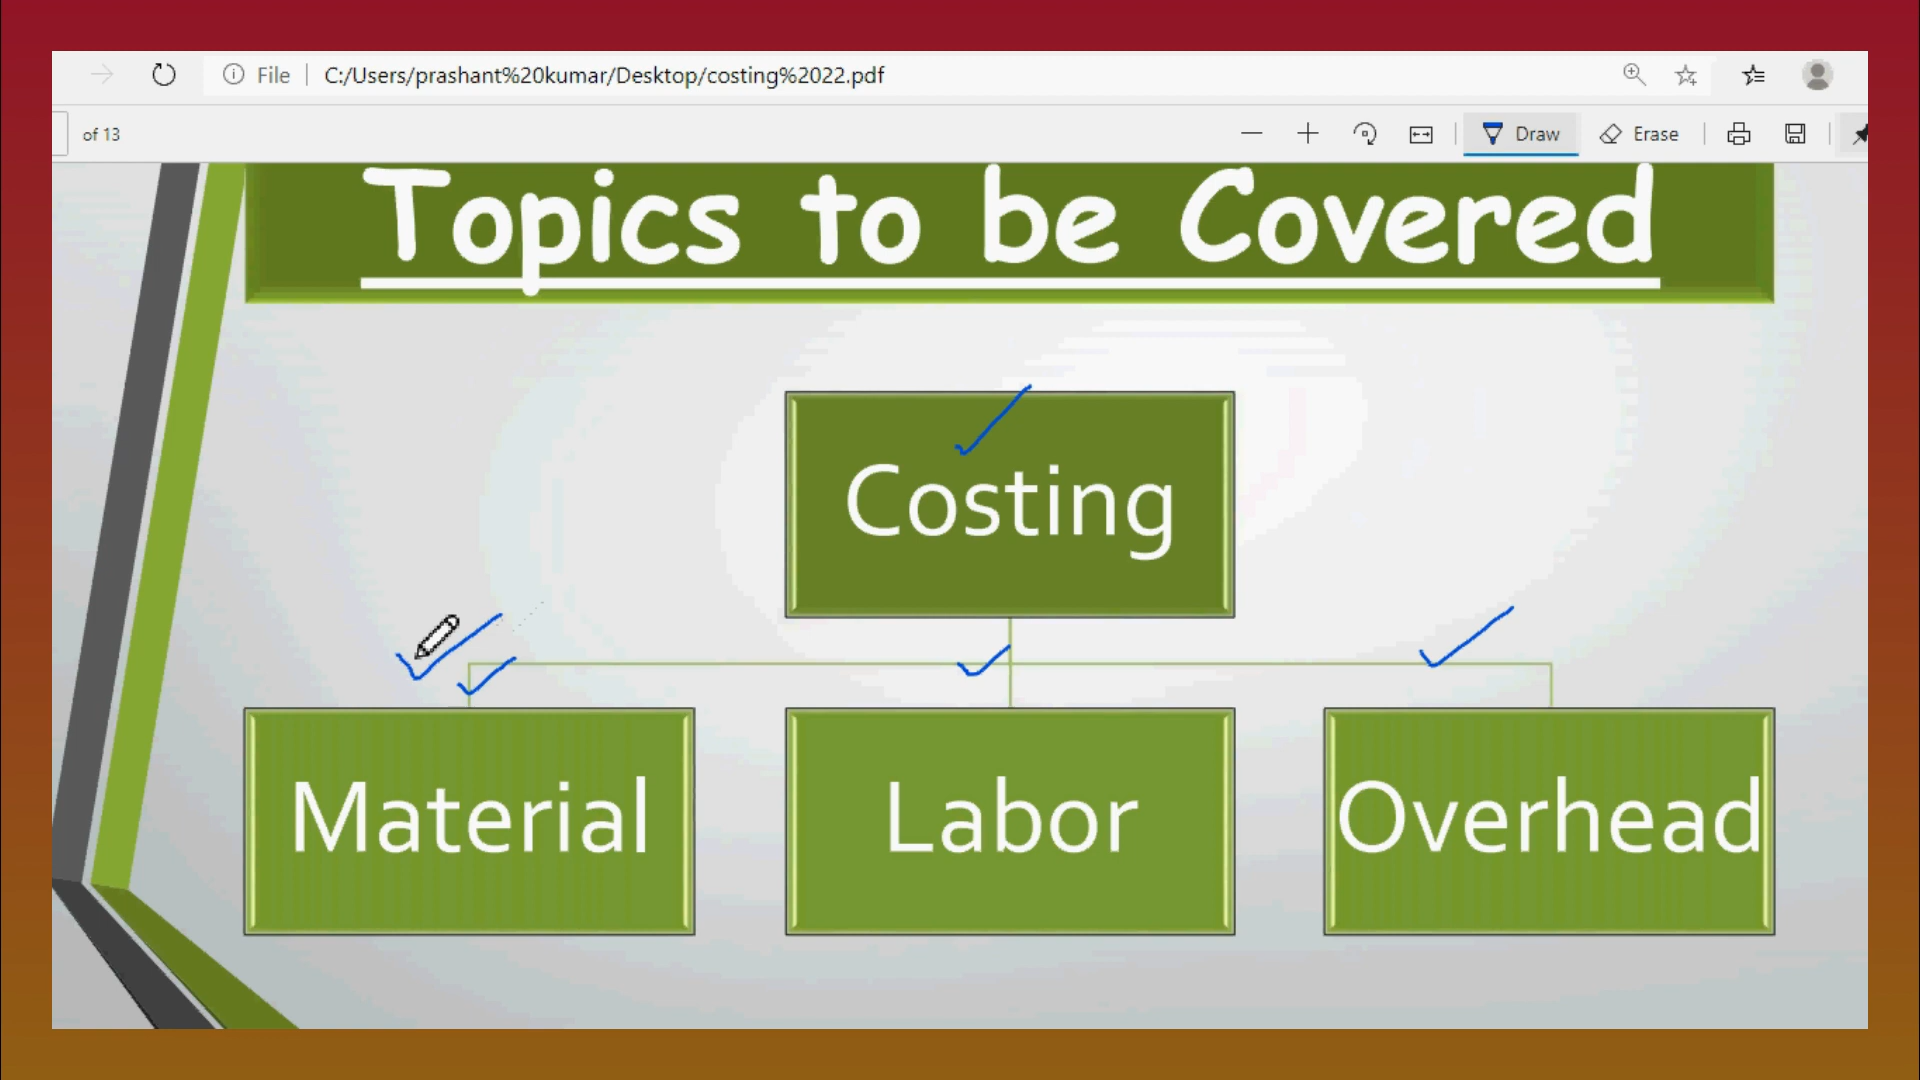 File C:/Users/prashant%20kumar/Desktop/costing%2022.pdf
of 13 Draw Erase
Topics to be Covered
Costing
Material Labor Overhead